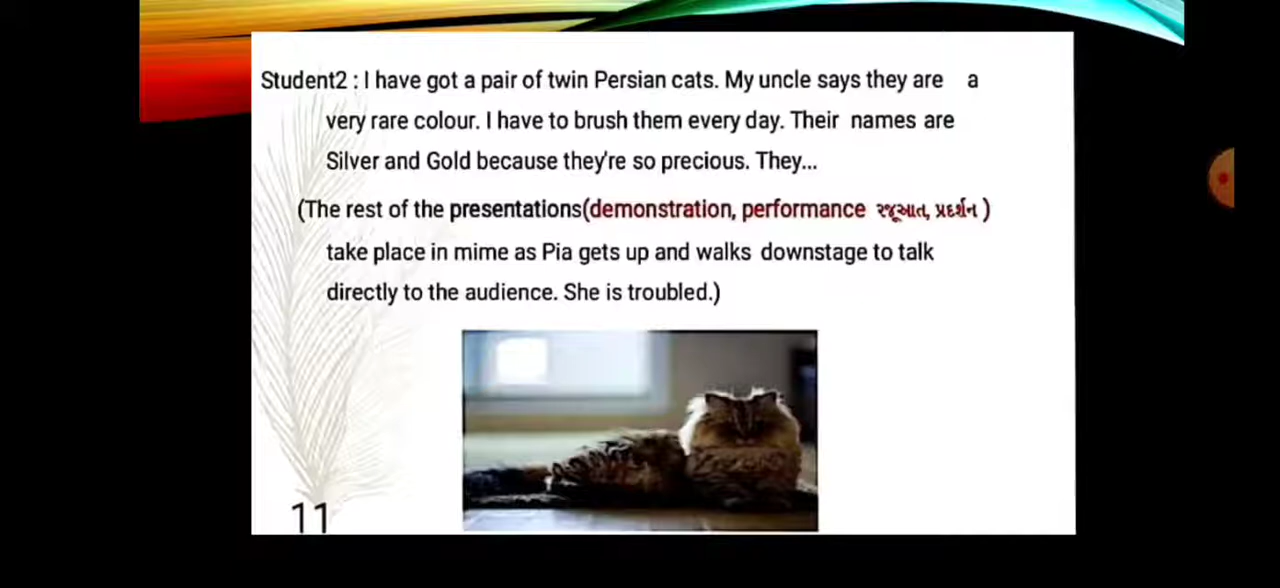 Student2 : I have got a pair of twin Persian cats. My uncle says they are a
very rare colour. I have to brush them every day. Their names are
Silver and Gold because they're so precious. They...
(The rest of the presentations(demonstration, performance રજૂઆત, પ્રદર્શન )
take place in mime as Pia gets up and walks downstage to talk
directly to the audience. She is troubled.)
11